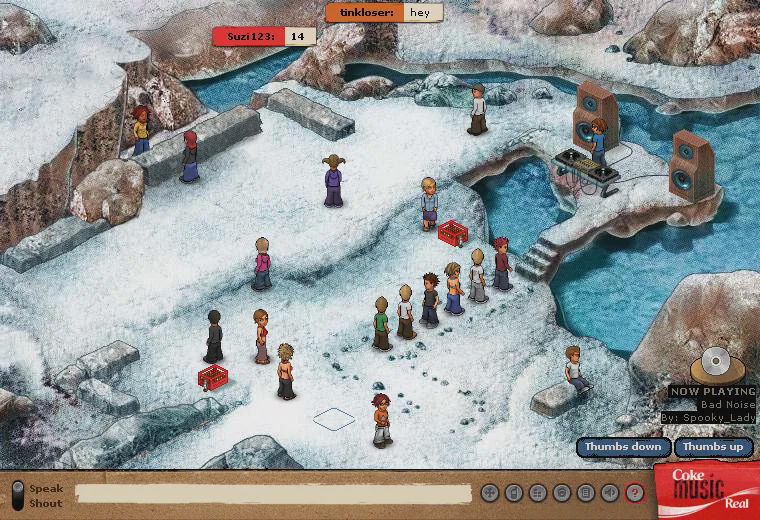 tinkloser: hey
Suzi123: 14
NOW PLAYING
Bad Noise
By: Spooky_Lady
Thumbs down Thumbs up
Speak
Shout
?
Coke
music
Real